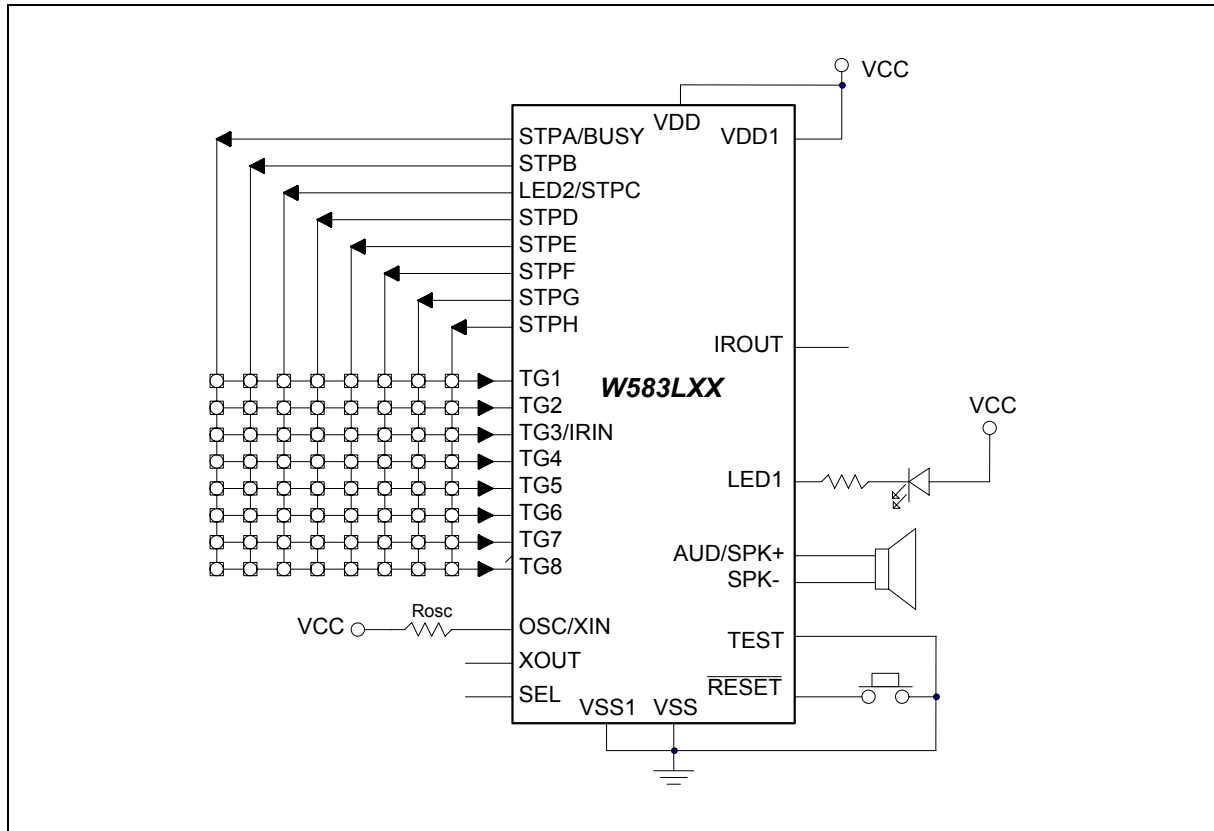 VCC
VDD
VDD1
STPA/BUSY
STPB
LED2/STPC
STPD
STPE
STPF
STPG
STPH
IROUT
TG1
W583LXX
TG2
TG3/IRIN
TG4
TG5
TG6
TG7
TG8
VCC
LED1
AUD/SPK+
SPK-
Rosc
VCC
OSC/XIN
XOUT
SEL
TEST
RESET
VSS1 VSS